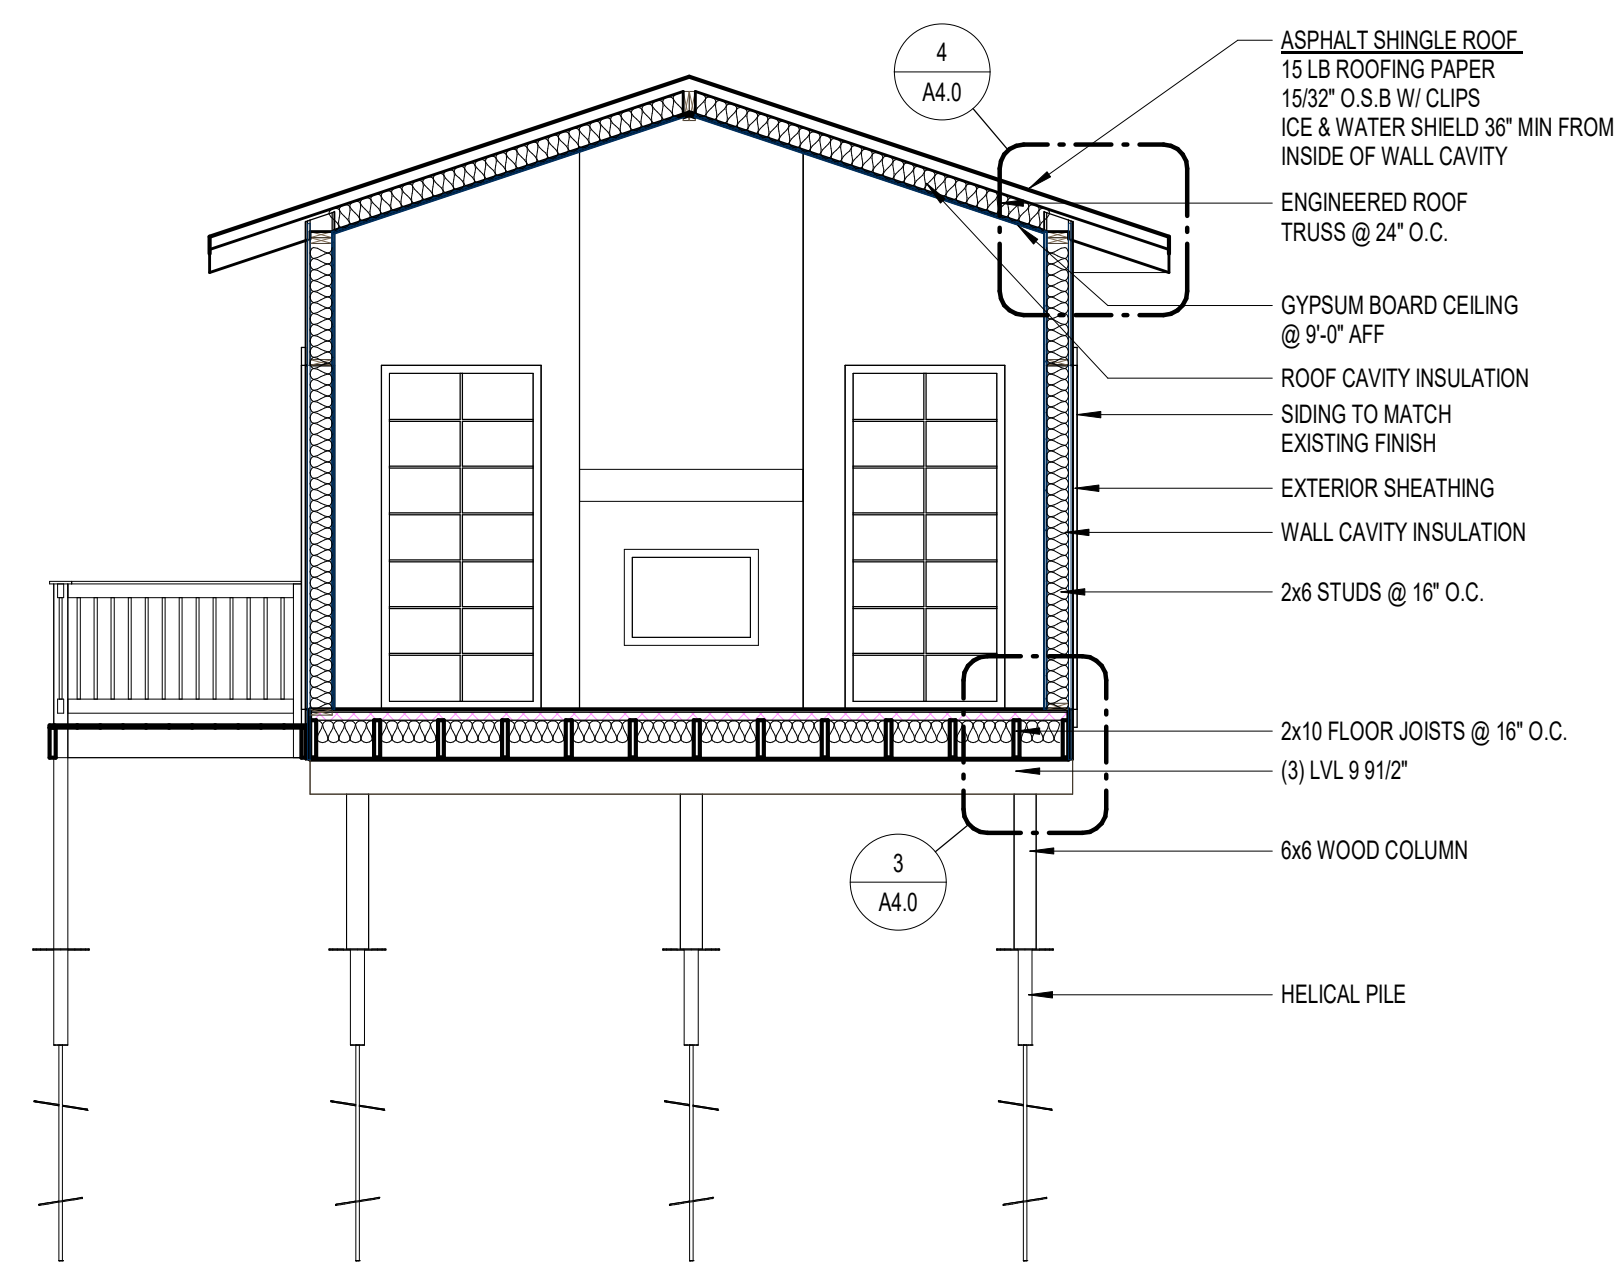 4
A4.0
ASPHALT SHINGLE ROOF
15 LB ROOFING PAPER
15/32" O.S.B W/ CLIPS
ICE & WATER SHIELD 36" MIN FROM
INSIDE OF WALL CAVITY
ENGINEERED ROOF
TRUSS @ 24" O.C.
GYPSUM BOARD CEILING
@ 9'-0" AFF
ROOF CAVITY INSULATION
SIDING TO MATCH
EXISTING FINISH
EXTERIOR SHEATHING
WALL CAVITY INSULATION
2x6 STUDS @ 16" O.C.
2x10 FLOOR JOISTS @ 16" O.C.
(3) LVL 9 91/2"
6x6 WOOD COLUMN
3
A4.0
HELICAL PILE